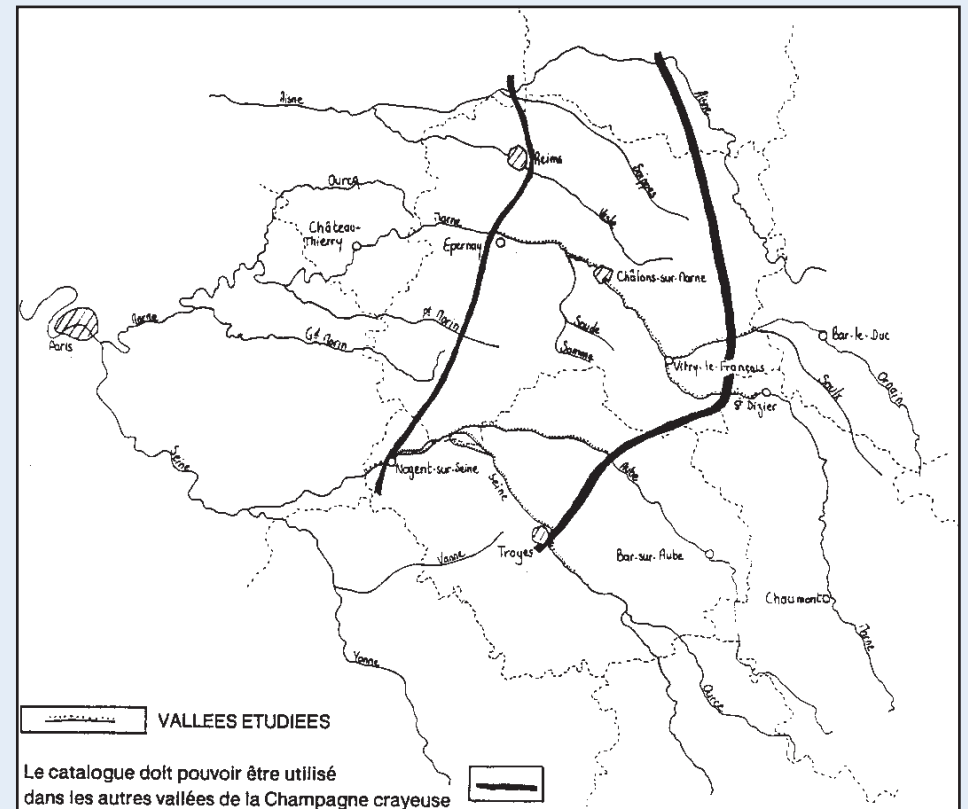 Aisne
Aisne
Reims
Suippes
Vesle
Ourcq
Château-
Thierry
Marne
Epernay
Châlons-sur-Marne
Paris
Marne
Pt Morin
Gd Morin
Soude
Somme
Vitry-le-François
Bar-le-Duc
Ornain
Saulx
St Dizier
Seine
Nogent-sur-Seine
Seine
Aube
Troyes
Bar-sur-Aube
Vanne
Chaumont
Marne
Yonne
Ource
VALLEES ETUDIEES
Le catalogue doit pouvoir être utilisé
dans les autres vallées de la Champagne crayeuse